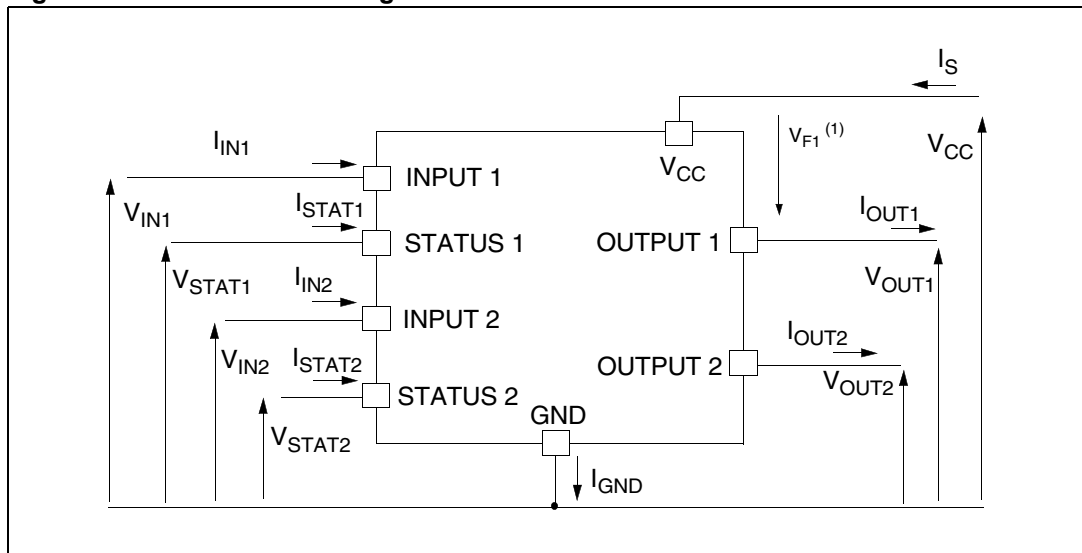 I_S
V_F1 (1)
V_CC
V_CC
I_IN1
INPUT 1
V_IN1
I_STAT1
STATUS 1
OUTPUT 1
I_OUT1
V_STAT1
V_OUT1
I_IN2
INPUT 2
I_OUT2
V_IN2
I_STAT2
OUTPUT 2
V_OUT2
STATUS 2
GND
V_STAT2
I_GND